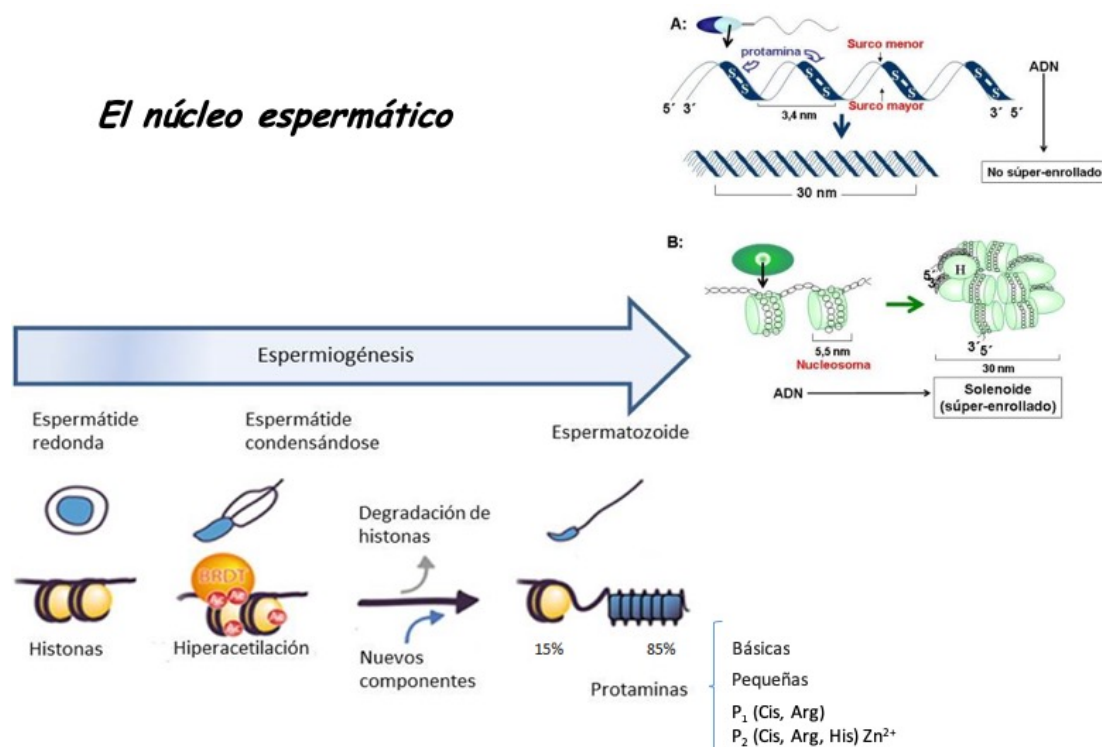 El núcleo espermático
A:
protamina
Surco menor
ADN
S-S
S-S
S-S
S-S
5´ 3´
3,4 nm
Surco mayor
3´ 5´
No súper-enrollado
30 nm
B:
5´
3´
H
3´5´
5,5 nm
Nucleosoma
30 nm
ADN
Solenoide
(súper-enrollado)
Espermiogénesis
Espermátide
redonda
Espermátide
condensándose
Espermatozoide
Degradación de
histonas
BRDT
Ac
Ac
Ac
Ac
Histonas
Hiperacetilación
Nuevos
componentes
15%
85%
Protaminas
Básicas
Pequeñas
P₁ (Cis, Arg)
P₂ (Cis, Arg, His) Zn²⁺